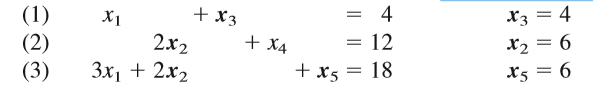 (1) x₁ + x₃ = 4 x₃ = 4
(2) 2x₂ + x₄ = 12 x₂ = 6
(3) 3x₁ + 2x₂ + x₅ = 18 x₅ = 6